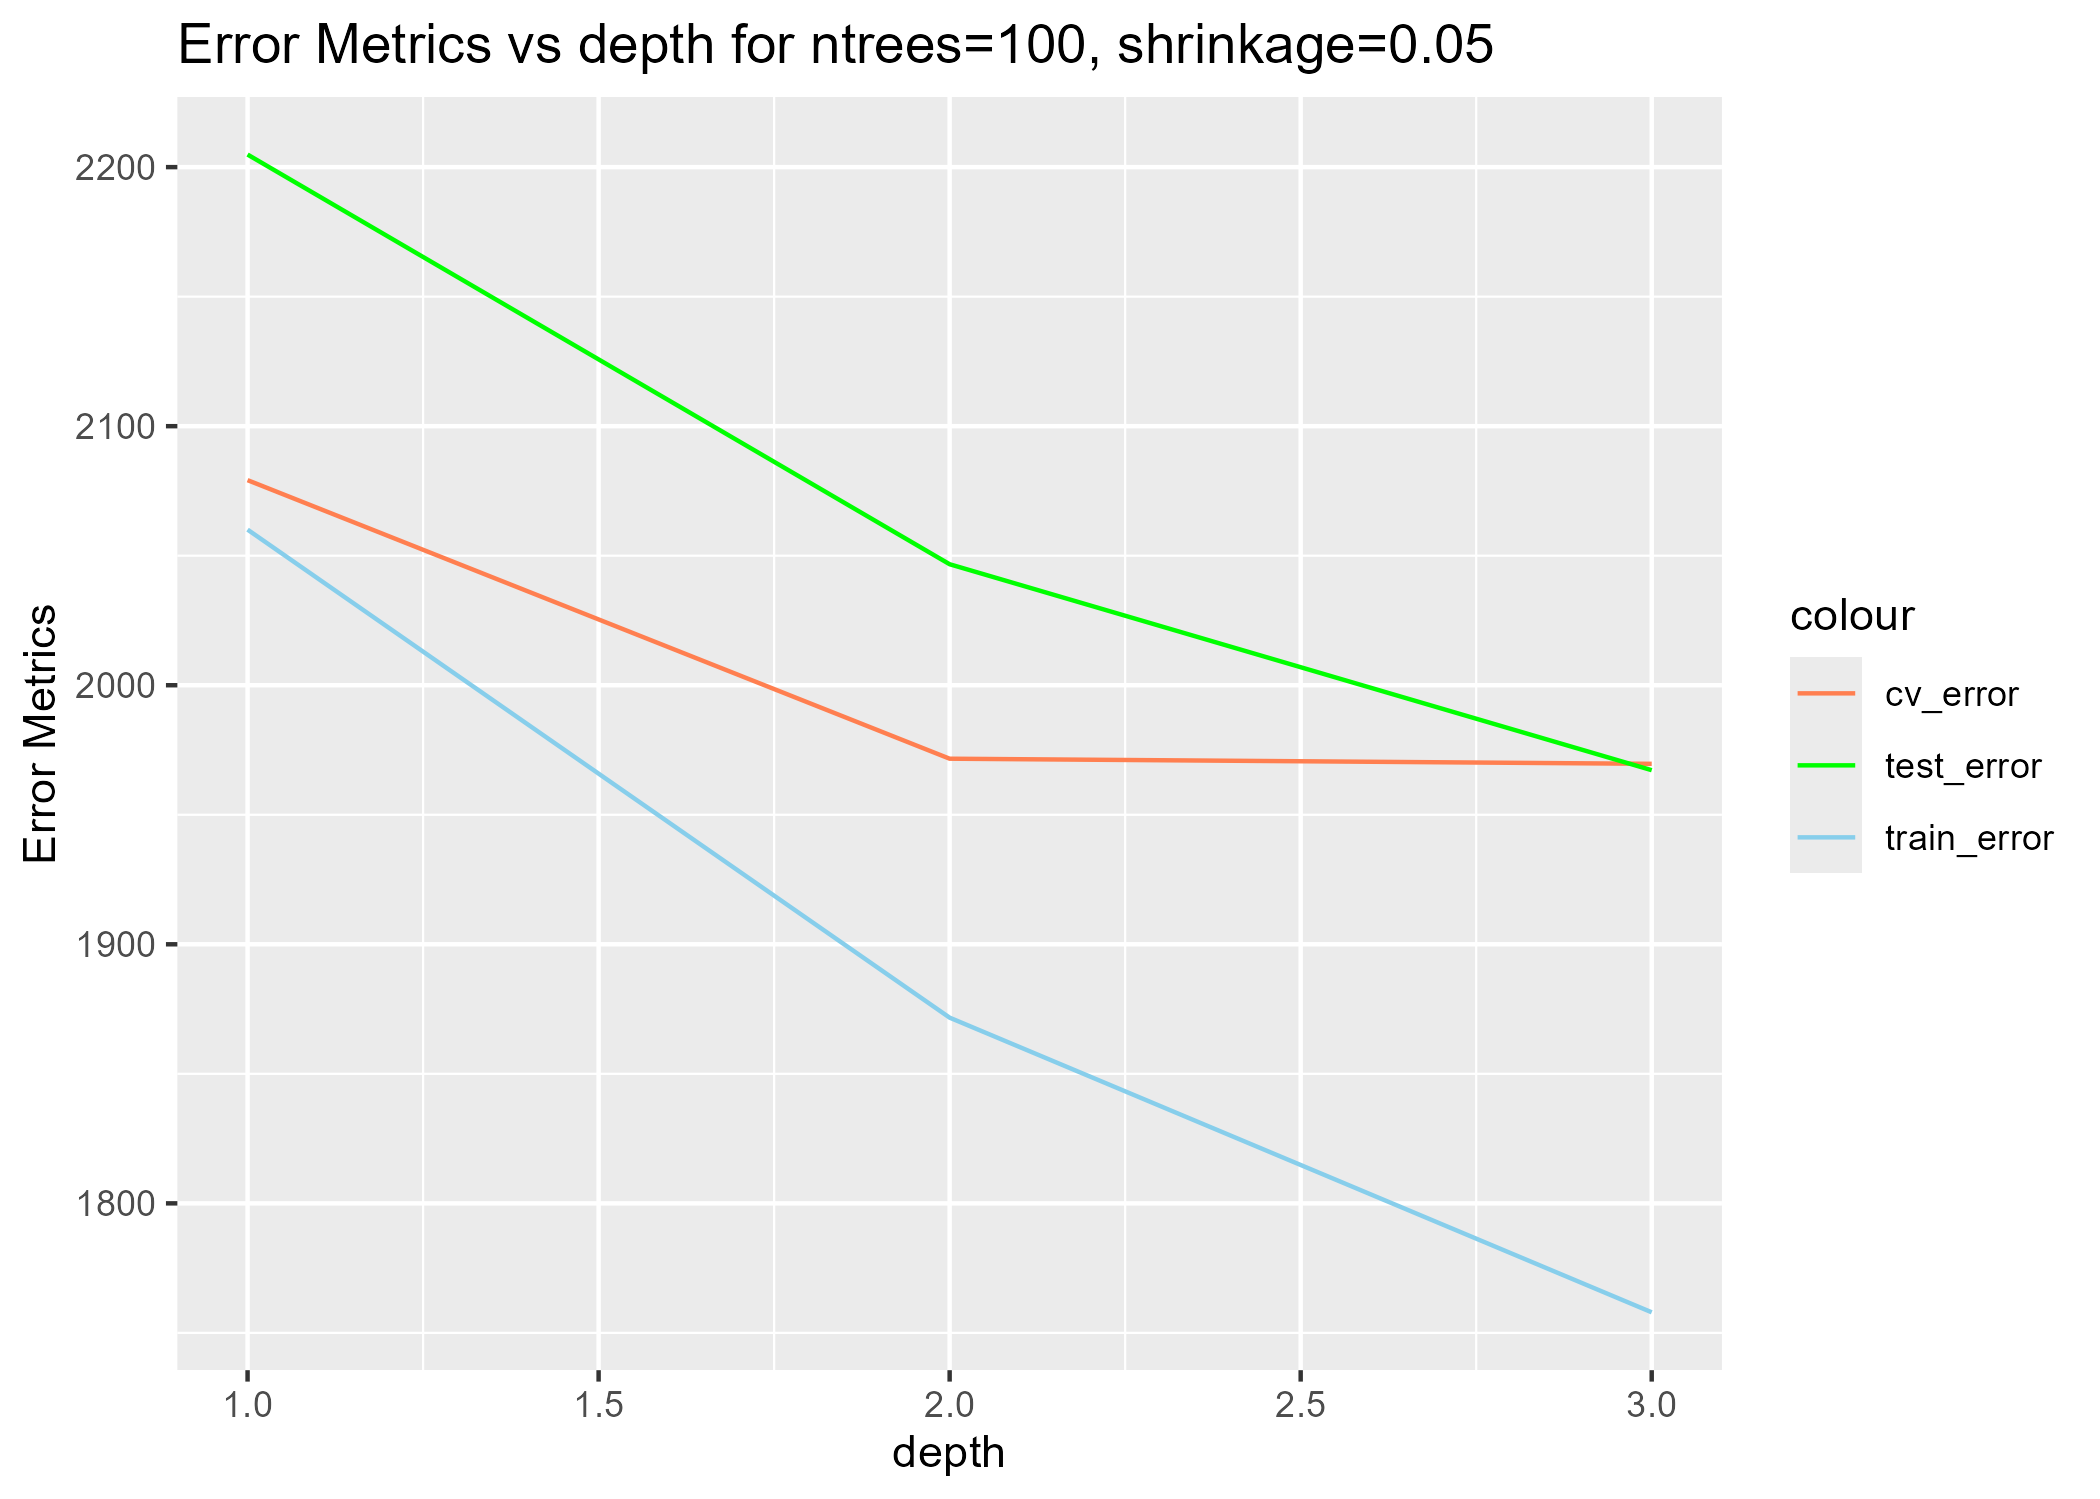 Error Metrics vs depth for ntrees=100, shrinkage=0.05
Error Metrics
2200
2100
2000
1900
1800
1.0
1.5
2.0
2.5
3.0
depth
colour
cv_error
test_error
train_error